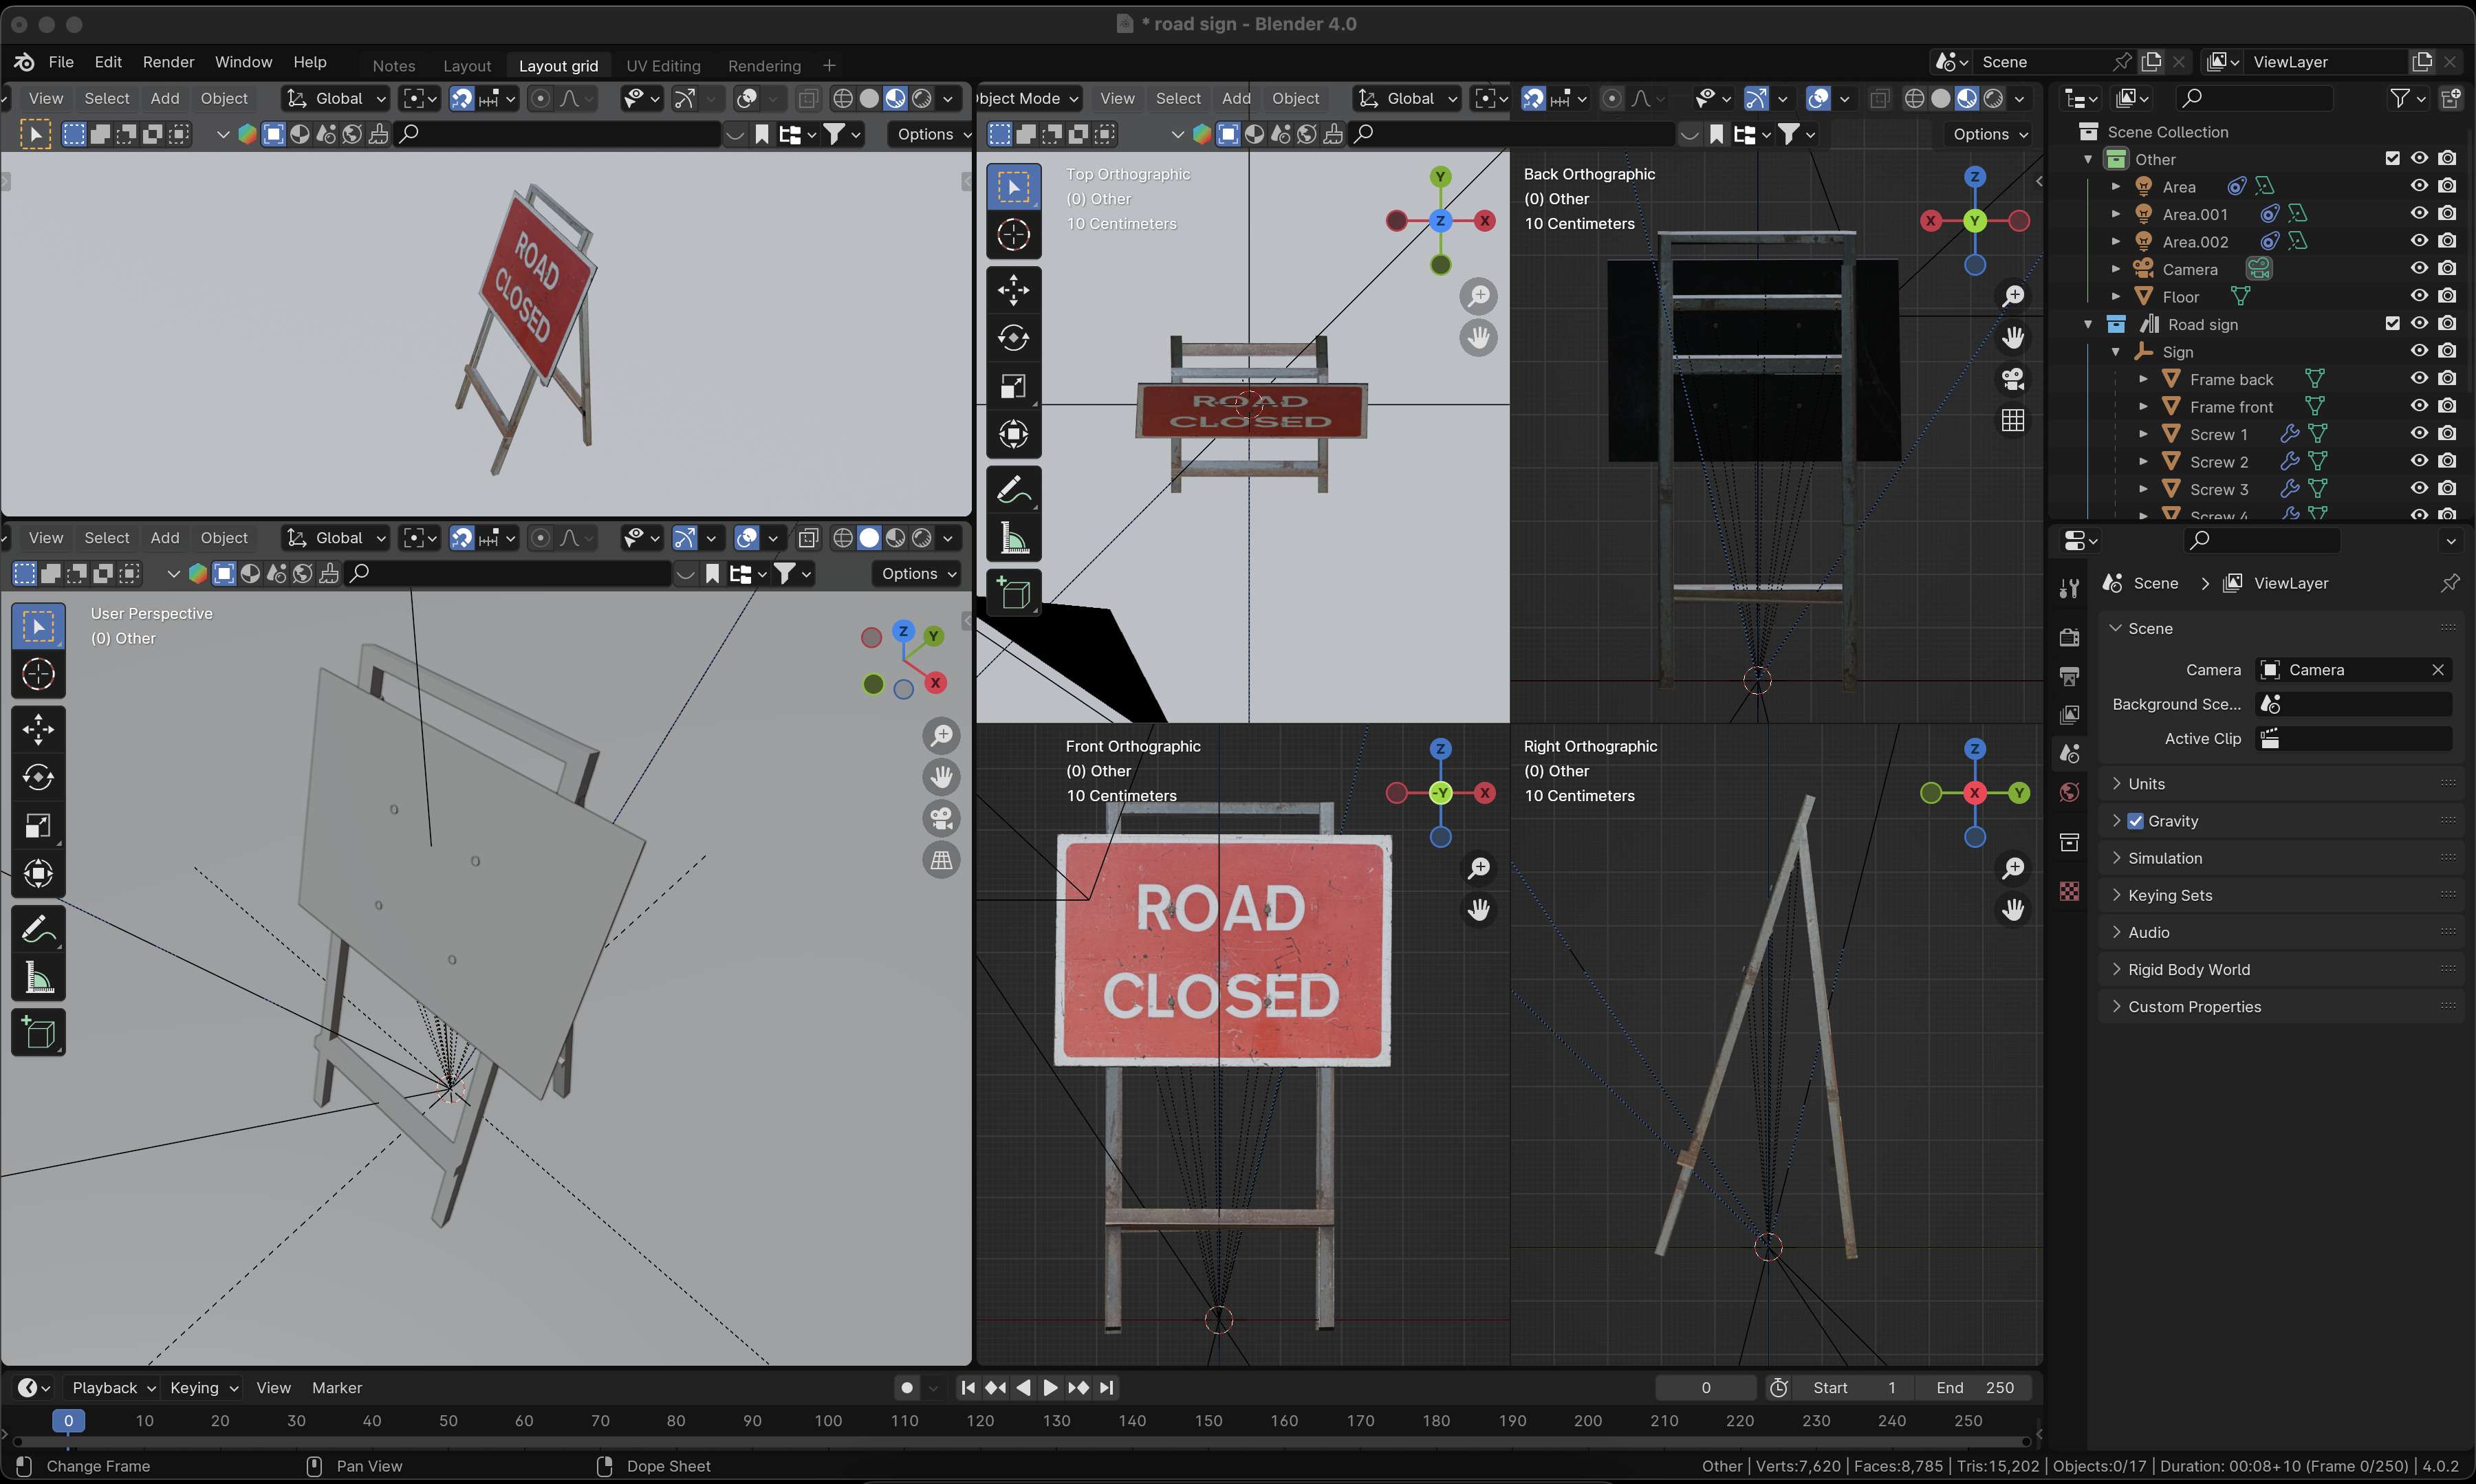 * road sign - Blender 4.0
File Edit Render Window Help Notes Layout Layout grid UV Editing Rendering + Scene ViewLayer
View Select Add Object Global
Options
bject Mode View Select Add Object Global
Options
ROAD
CLOSED
Top Orthographic
(0) Other
10 Centimeters
Y
Z X
ROAD
CLOSED
Back Orthographic
(0) Other
10 Centimeters
Z
X Y
View Select Add Object Global
Options
User Perspective
(0) Other
Z Y
X
Front Orthographic
(0) Other
10 Centimeters
Z
-Y X
ROAD
CLOSED
Right Orthographic
(0) Other
10 Centimeters
Z
X Y
Scene Collection
Other
Area
Area.001
Area.002
Camera
Floor
Road sign
Sign
Frame back
Frame front
Screw 1
Screw 2
Screw 3
Screw 4
Scene > ViewLayer
Scene
Camera Camera
Background Sce...
Active Clip
Units
Gravity
Simulation
Keying Sets
Audio
Rigid Body World
Custom Properties
Playback Keying View Marker 0 Start 1 End 250
0 10 20 30 40 50 60 70 80 90 100 110 120 130 140 150 160 170 180 190 200 210 220 230 240 250
Change Frame Pan View Dope Sheet Other | Verts:7,620 | Faces:8,785 | Tris:15,202 | Objects:0/17 | Duration: 00:08+10 (Frame 0/250) | 4.0.2